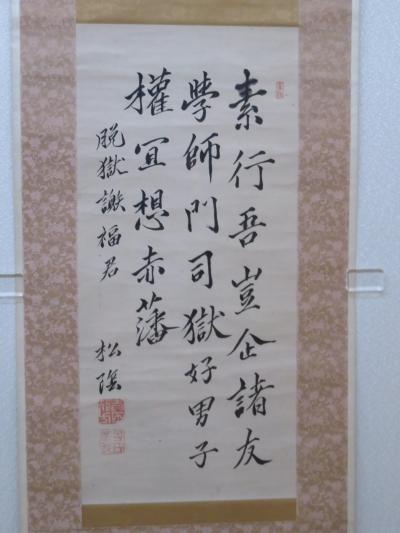 素行吾豈企諸友
學師門司獄好男子
權冝想赤藩
脱獄謝福君
松陰